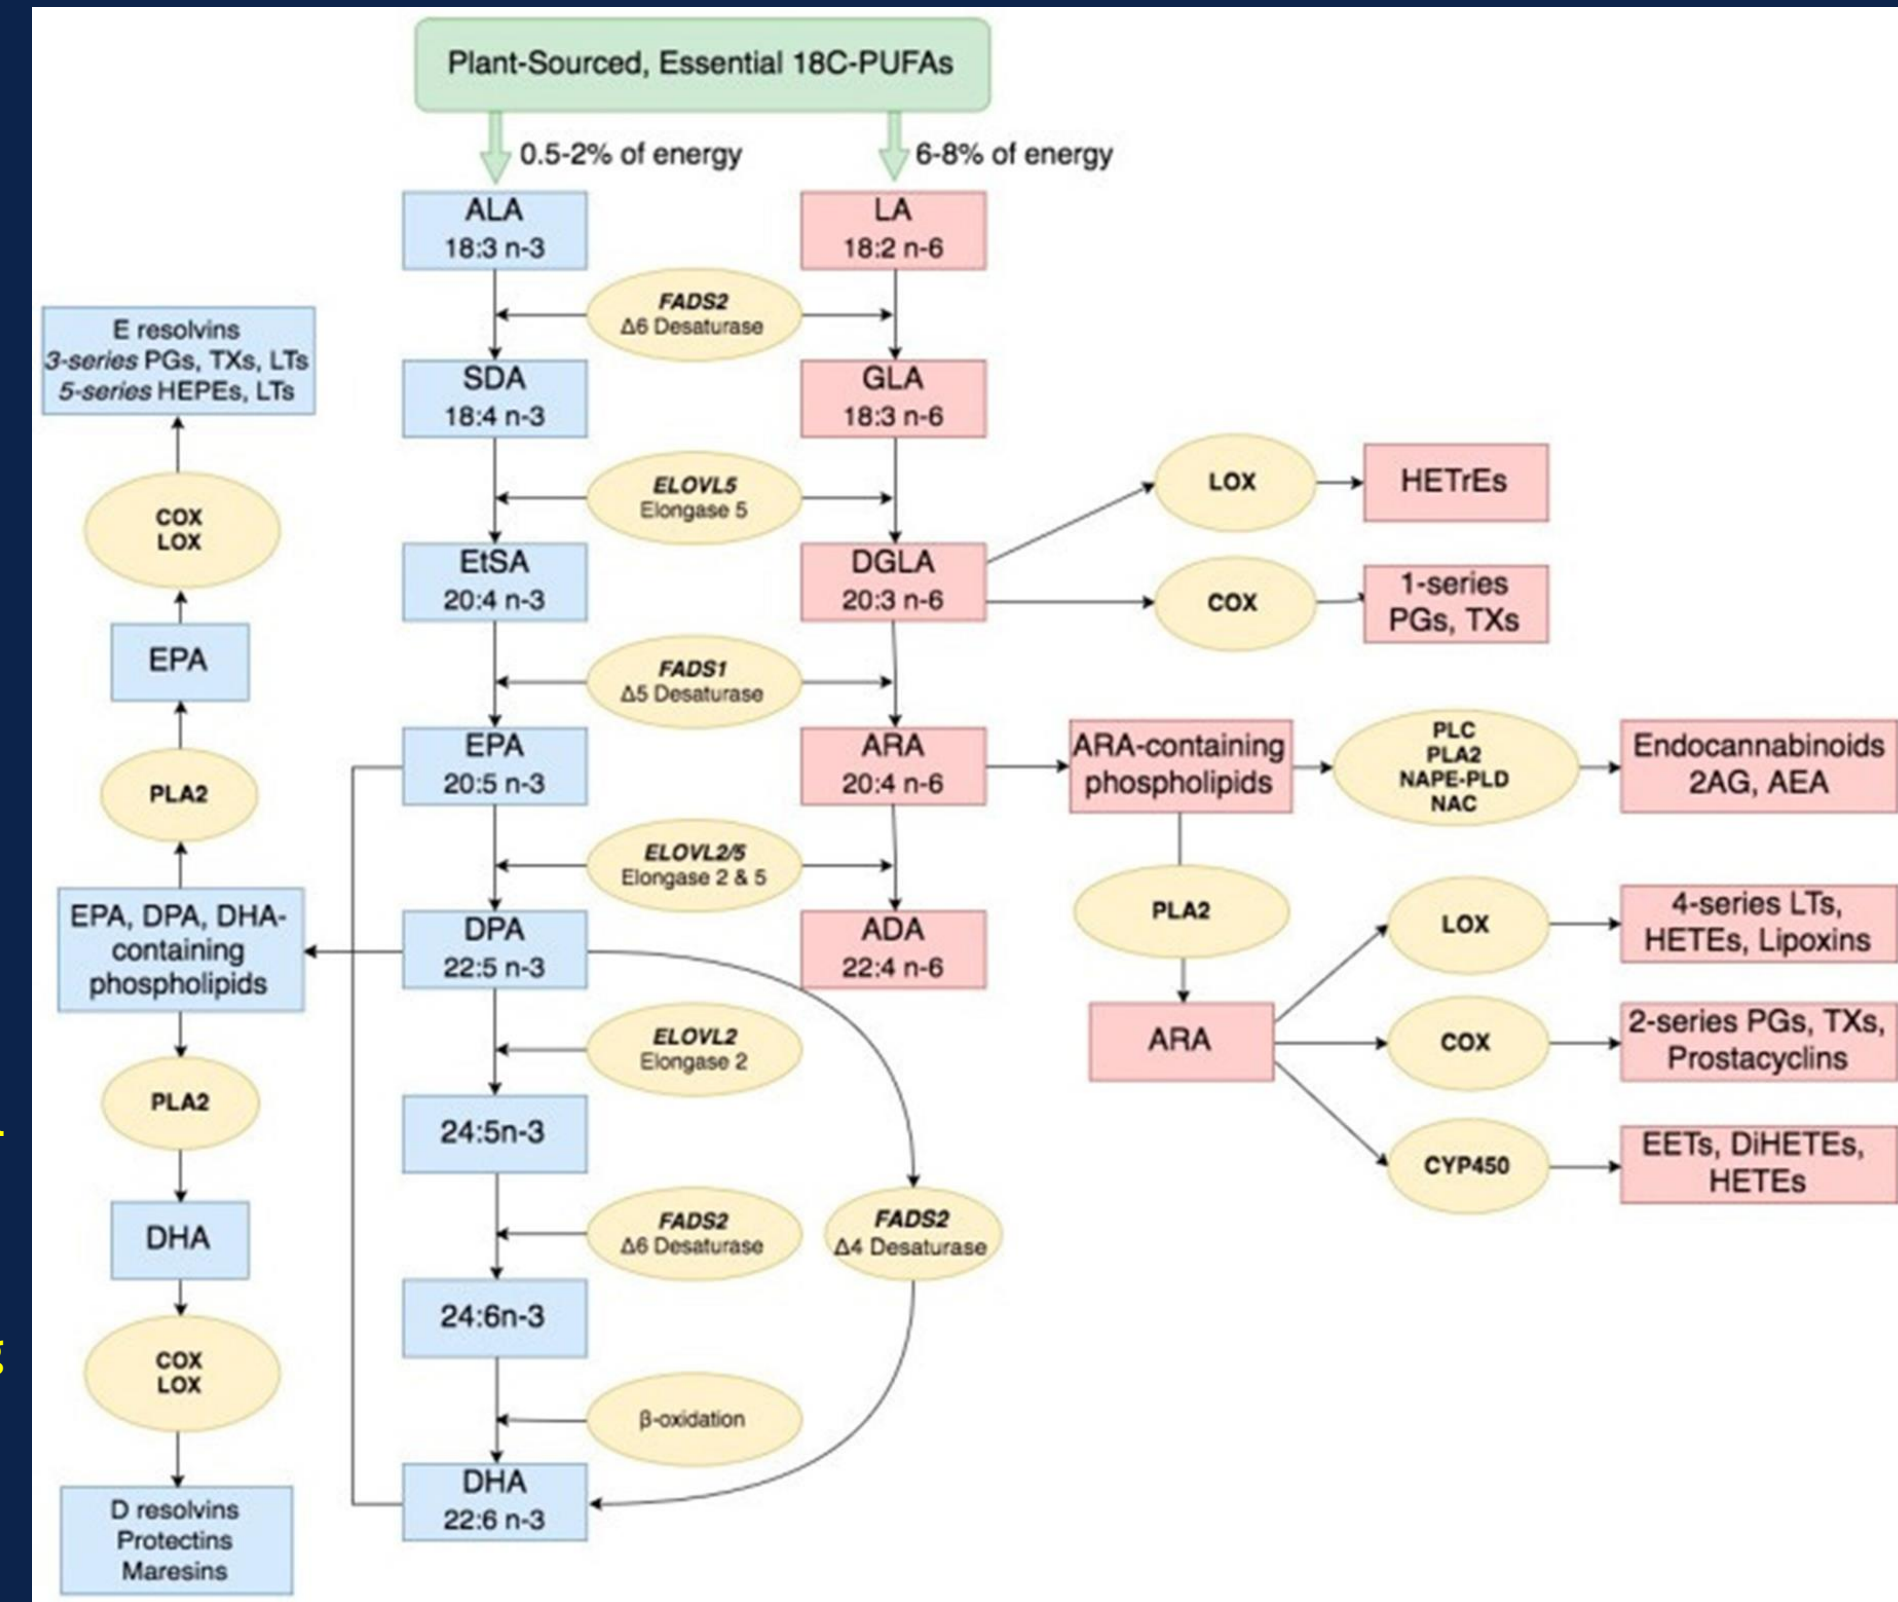 Plant-Sourced, Essential 18C-PUFAs
0.5-2% of energy
6-8% of energy
ALA
18:3 n-3
LA
18:2 n-6
FADS2
Δ6 Desaturase
SDA
18:4 n-3
GLA
18:3 n-6
ELOVL5
Elongase 5
EtSA
20:4 n-3
DGLA
20:3 n-6
LOX
HETrEs
COX
1-series
PGs, TXs
FADS1
Δ5 Desaturase
EPA
20:5 n-3
ARA
20:4 n-6
ARA-containing
phospholipids
PLC
PLA2
NAPE-PLD
NAC
Endocannabinoids
2AG, AEA
ELOVL2/5
Elongase 2 & 5
DPA
22:5 n-3
ADA
22:4 n-6
PLA2
ARA
LOX
4-series LTs,
HETEs, Lipoxins
COX
2-series PGs, TXs,
Prostacyclins
CYP450
EETs, DiHETEs,
HETEs
ELOVL2
Elongase 2
24:5n-3
FADS2
Δ6 Desaturase
FADS2
Δ4 Desaturase
24:6n-3
β-oxidation
DHA
22:6 n-3
E resolvins
3-series PGs, TXs, LTs
5-series HEPEs, LTs
COX
LOX
EPA
PLA2
EPA, DPA, DHA-
containing
phospholipids
PLA2
DHA
COX
LOX
D resolvins
Protectins
Maresins